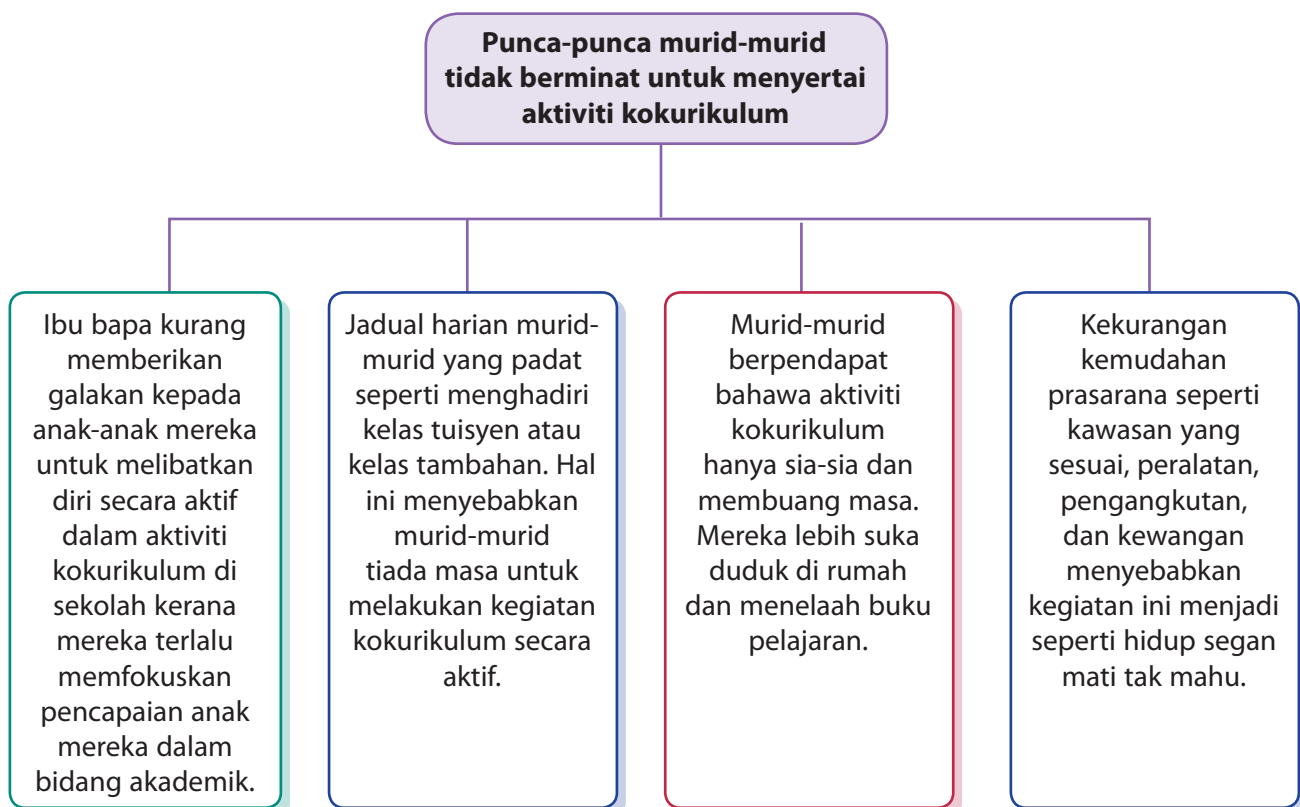 Punca-punca murid-murid
tidak berminat untuk menyertai
aktiviti kokurikulum
Ibu bapa kurang
memberikan
galakan kepada
anak-anak mereka
untuk melibatkan
diri secara aktif
dalam aktiviti
kokurikulum di
sekolah kerana
mereka terlalu
memfokuskan
pencapaian anak
mereka dalam
bidang akademik.
Jadual harian murid-
murid yang padat
seperti menghadiri
kelas tuisyen atau
kelas tambahan. Hal
ini menyebabkan
murid-murid
tiada masa untuk
melakukan kegiatan
kokurikulum secara
aktif.
Murid-murid
berpendapat
bahawa aktiviti
kokurikulum
hanya sia-sia dan
membuang masa.
Mereka lebih suka
duduk di rumah
dan menelaah buku
pelajaran.
Kekurangan
kemudahan
prasarana seperti
kawasan yang
sesuai, peralatan,
pengangkutan,
dan kewangan
menyebabkan
kegiatan ini menjadi
seperti hidup segan
mati tak mahu.